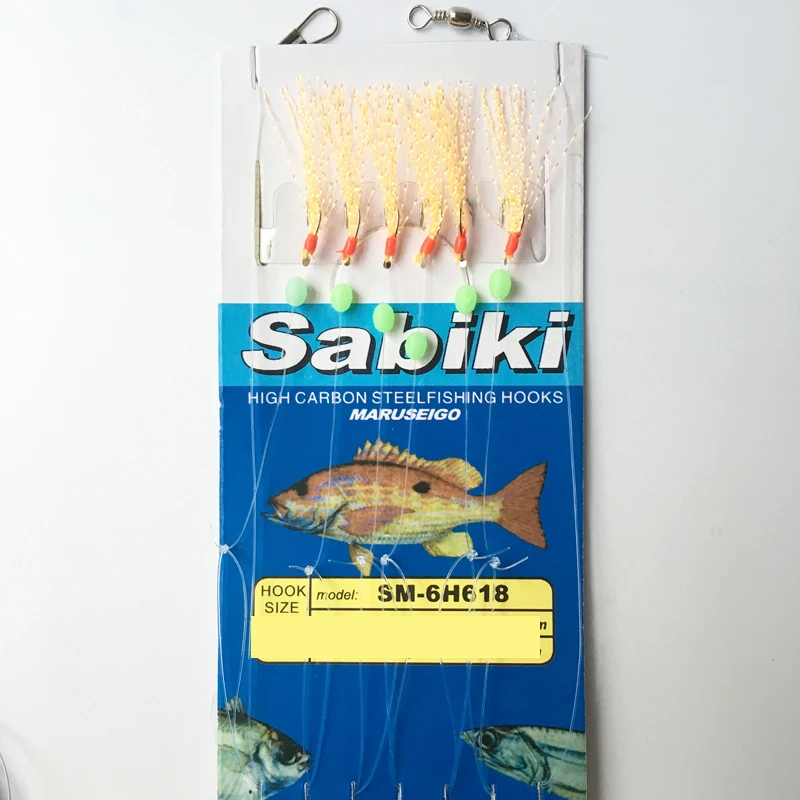 Sabiki
HIGH CARBON STEELFISHING HOOKS
MARUSEIGO
HOOK SIZE
model: SM-6H618
m